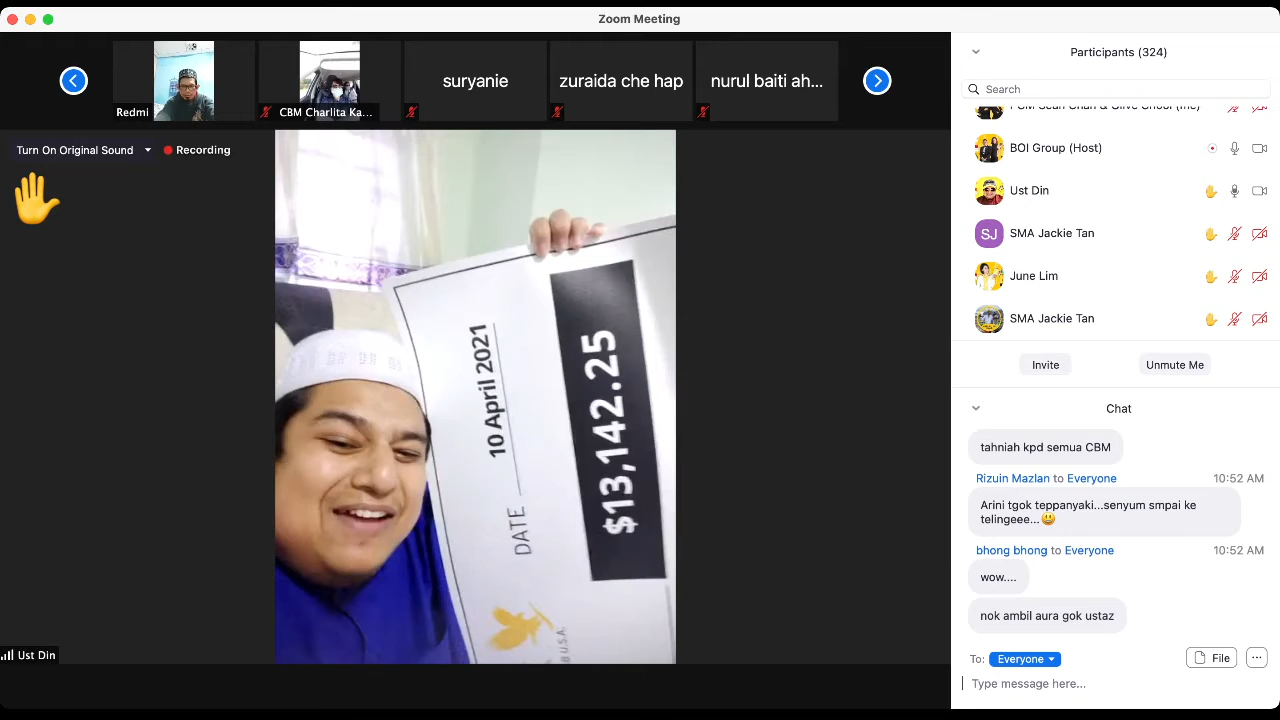 Zoom Meeting
Redmi
CBM Charlita Ka...
suryanie
zuraida che hap
nurul baiti ah...
Turn On Original Sound
Recording
10 April 2021
DATE
$13,142.25
Ust Din
Participants (324)
Search
BOI Group (Host)
Ust Din
SJ
SMA Jackie Tan
June Lim
SMA Jackie Tan
Invite
Unmute Me
Chat
tahniah kpd semua CBM
Rizuin Mazlan to Everyone
10:52 AM
Arini tgok teppanyaki...senyum smpai ke
telingeee...😃
bhong bhong to Everyone
10:52 AM
wow....
nok ambil aura gok ustaz
To: Everyone
File
Type message here...